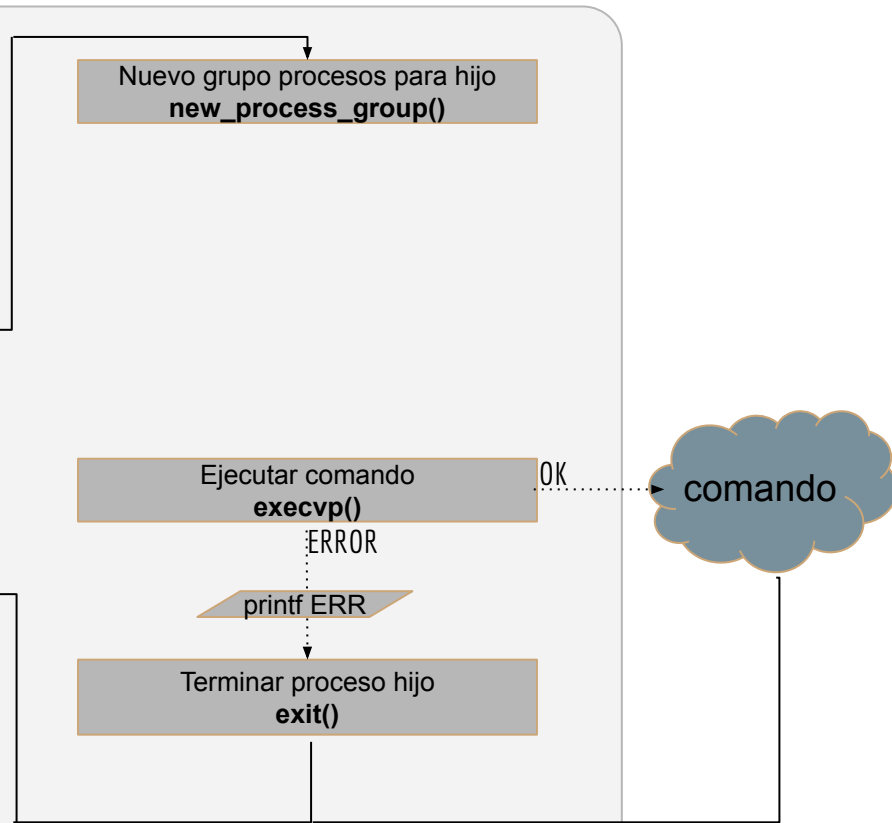 Nuevo grupo procesos para hijo
new_process_group()
Ejecutar comando
execvp()
OK
comando
ERROR
printf ERR
Terminar proceso hijo
exit()